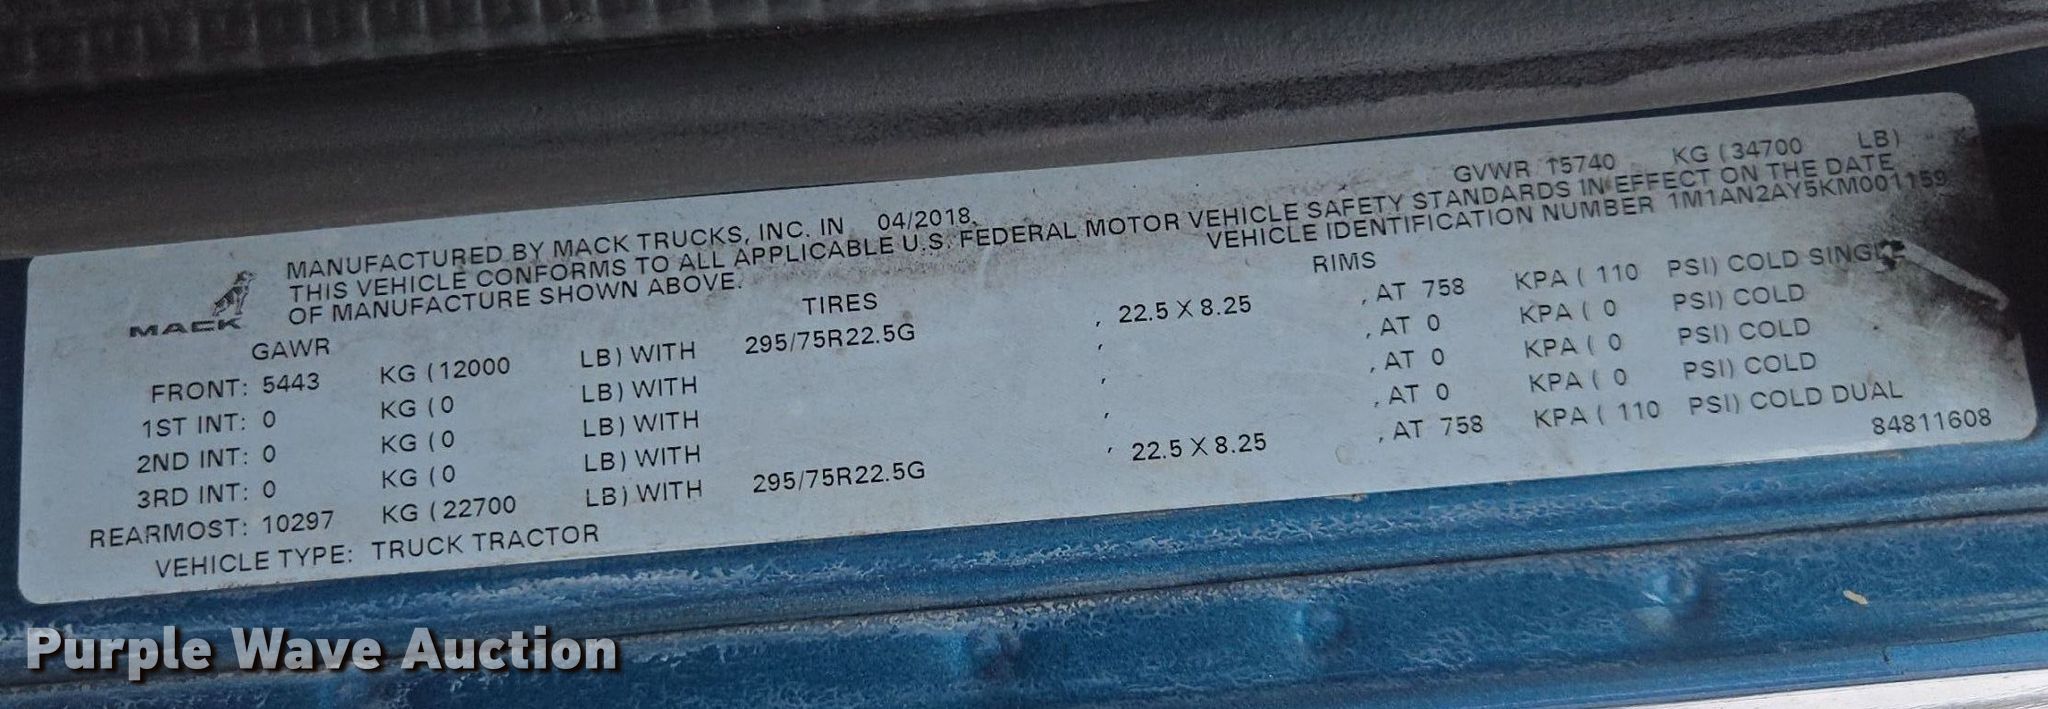 GVWR 15740 KG (34700 LB)
MANUFACTURED BY MACK TRUCKS, INC. IN 04/2018.
THIS VEHICLE CONFORMS TO ALL APPLICABLE U.S. FEDERAL MOTOR VEHICLE SAFETY STANDARDS IN EFFECT ON THE DATE
OF MANUFACTURE SHOWN ABOVE. VEHICLE IDENTIFICATION NUMBER 1M1AN2AY5KM001159
MACK
GAWR TIRES RIMS
FRONT: 5443 KG (12000 LB) WITH 295/75R22.5G , 22.5 X 8.25 , AT 758 KPA ( 110 PSI) COLD SINGLE
1ST INT: 0 KG (0 LB) WITH , , AT 0 KPA ( 0 PSI) COLD
2ND INT: 0 KG (0 LB) WITH , , AT 0 KPA ( 0 PSI) COLD
3RD INT: 0 KG (0 LB) WITH , , AT 0 KPA ( 0 PSI) COLD
REARMOST: 10297 KG (22700 LB) WITH 295/75R22.5G , 22.5 X 8.25 , AT 758 KPA ( 110 PSI) COLD DUAL
VEHICLE TYPE: TRUCK TRACTOR 84811608
Purple Wave Auction